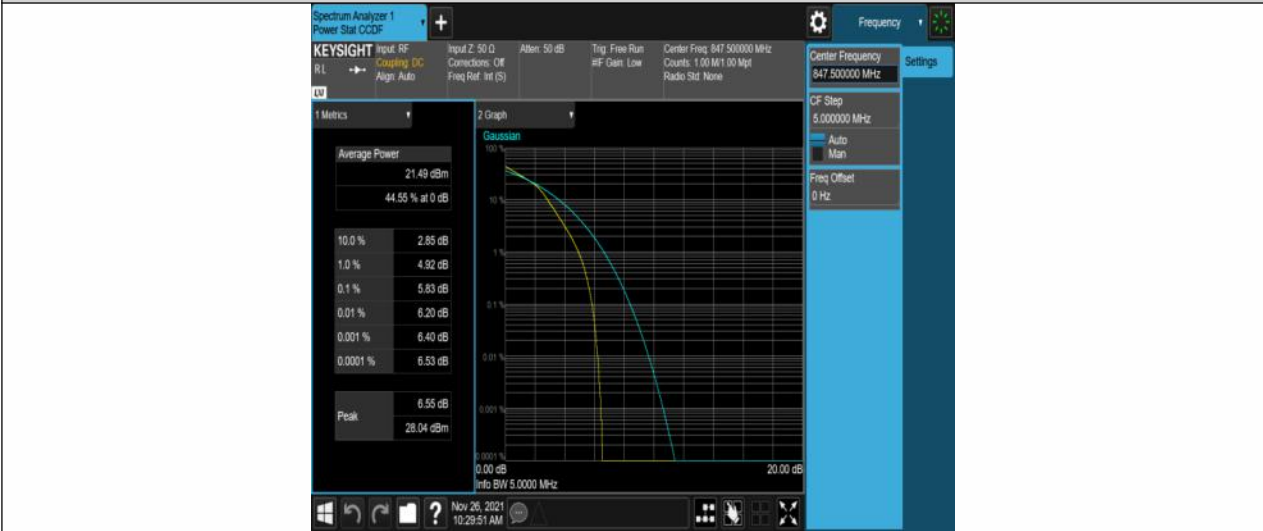 Spectrum Analyzer 1
Power Stat CCDF
+
Frequency
KEYSIGHT
R L
LV
Input: RF
Coupling: DC
Align: Auto
Input Z: 50 Ω
Corrections: Off
Freq Ref: Int (S)
Atten: 50 dB
Trig: Free Run
#IF Gain: Low
Center Freq: 847.500000 MHz
Counts: 1.00 M/1.00 Mpt
Radio Std: None
Center Frequency
847.500000 MHz
Settings
CF Step
5.000000 MHz
Auto
Man
Freq Offset
0 Hz
1 Metrics
Average Power
21.49 dBm
44.55 % at 0 dB
10.0 % 2.85 dB
1.0 % 4.92 dB
0.1 % 5.83 dB
0.01 % 6.20 dB
0.001 % 6.40 dB
0.0001 % 6.53 dB
Peak
6.55 dB
28.04 dBm
2 Graph
Gaussian
100 %
10 %
1 %
0.1 %
0.01 %
0.001 %
0.0001 %
0.00 dB 20.00 dB
Info BW 5.0000 MHz
?
Nov 26, 2021
10:29:51 AM